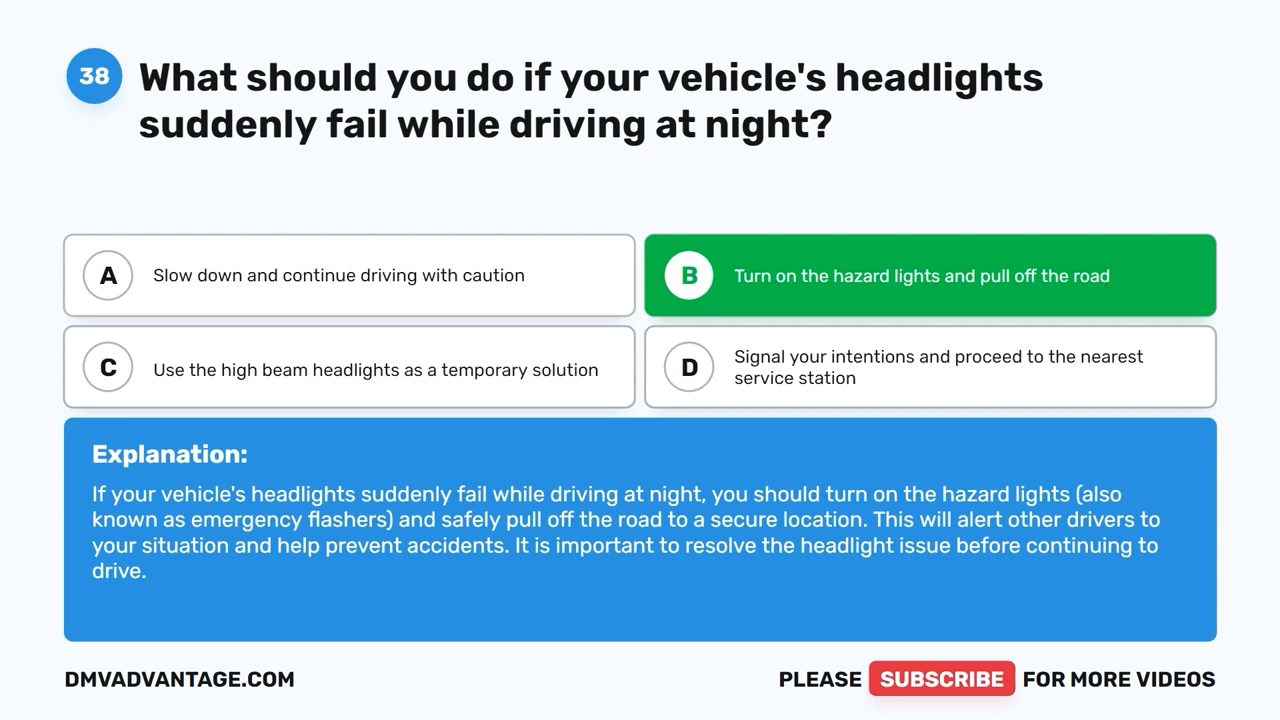 38
What should you do if your vehicle's headlights
suddenly fail while driving at night?
A
Slow down and continue driving with caution
B
Turn on the hazard lights and pull off the road
C
Use the high beam headlights as a temporary solution
D
Signal your intentions and proceed to the nearest
service station
Explanation:
If your vehicle's headlights suddenly fail while driving at night, you should turn on the hazard lights (also
known as emergency flashers) and safely pull off the road to a secure location. This will alert other drivers to
your situation and help prevent accidents. It is important to resolve the headlight issue before continuing to
drive.
DMVADVANTAGE.COM
PLEASE SUBSCRIBE FOR MORE VIDEOS